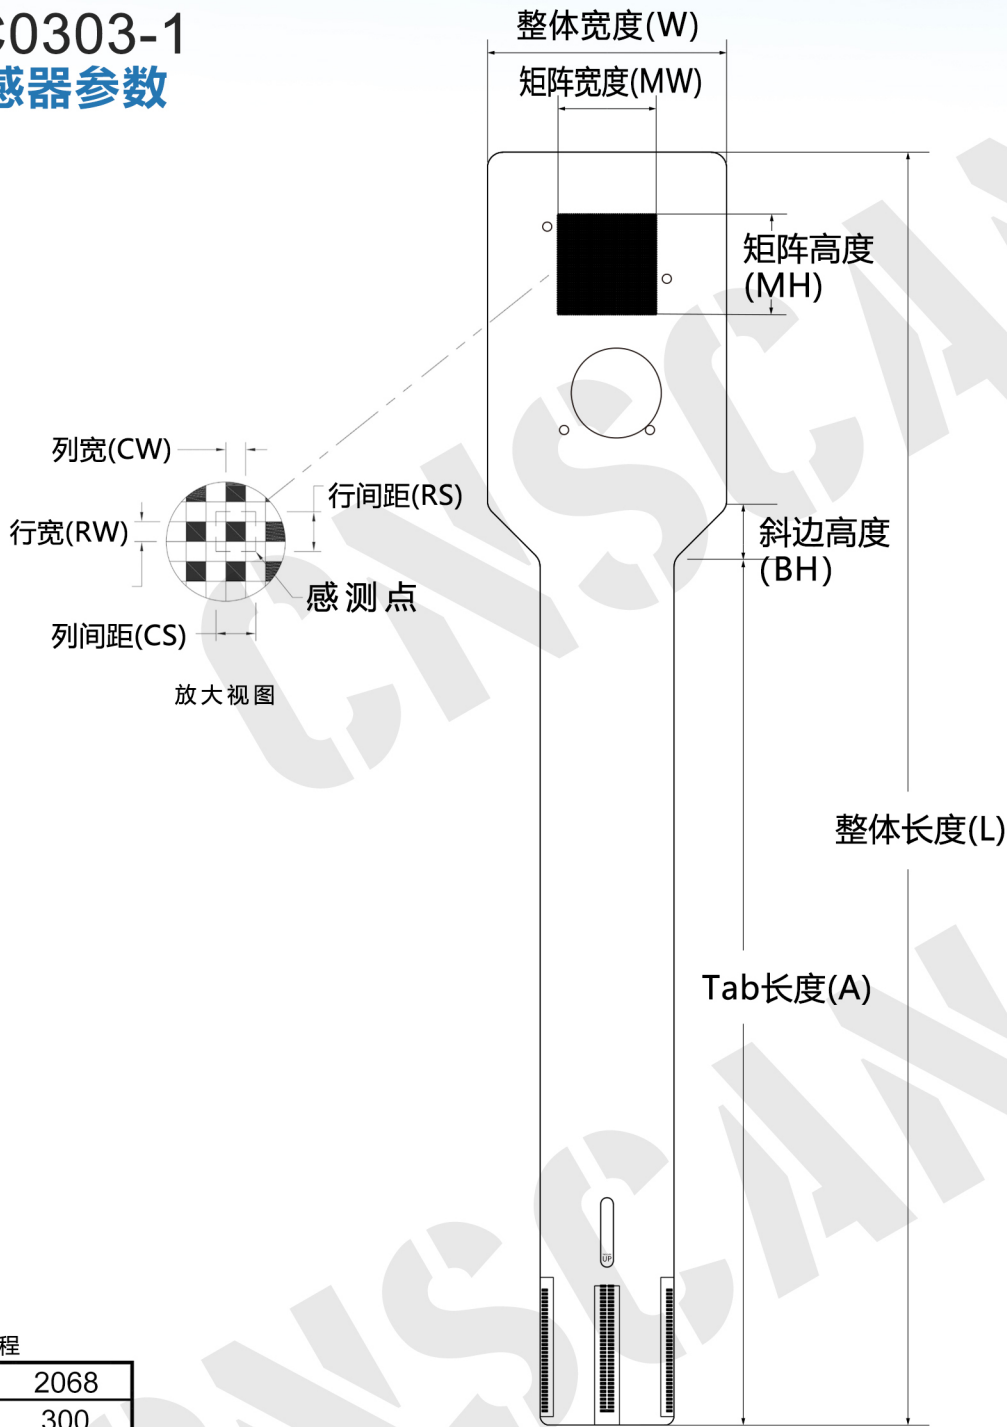 C0303-1
感器参数
整体宽度(W)
矩阵宽度(MW)
矩阵高度
(MH)
列宽(CW)
行间距(RS)
行宽(RW)
斜边高度
(BH)
感测点
列间距(CS)
放大视图
整体长度(L)
Tab长度(A)
UP
程
2068
300
CNSCAN
CNSCAN